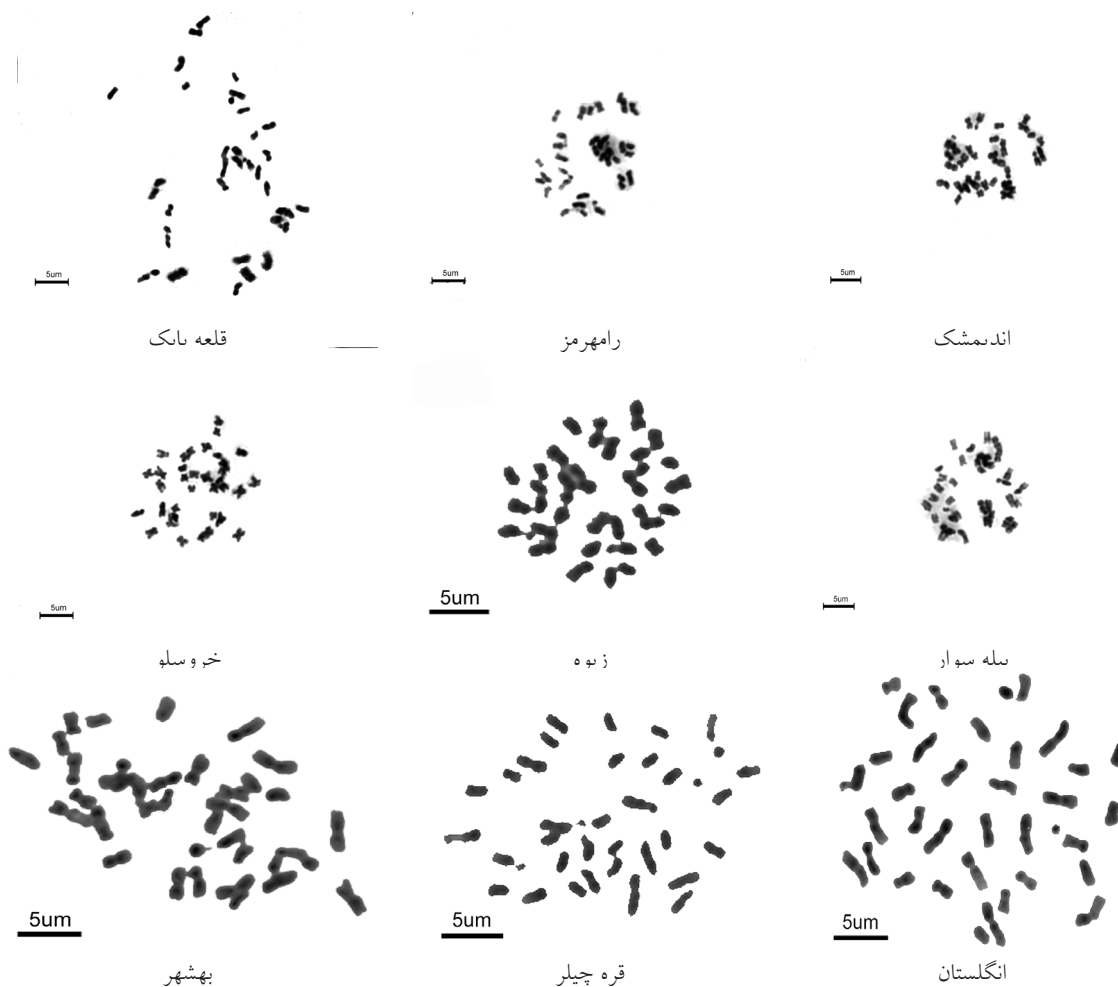 5um
5um
5um
قلعه بابک
رامهرمز
اندیمشک
5um
5um
5um
خروسلو
زیوه
بیله سوار
5um
5um
5um
بهشهر
قره چیلر
انگلستان